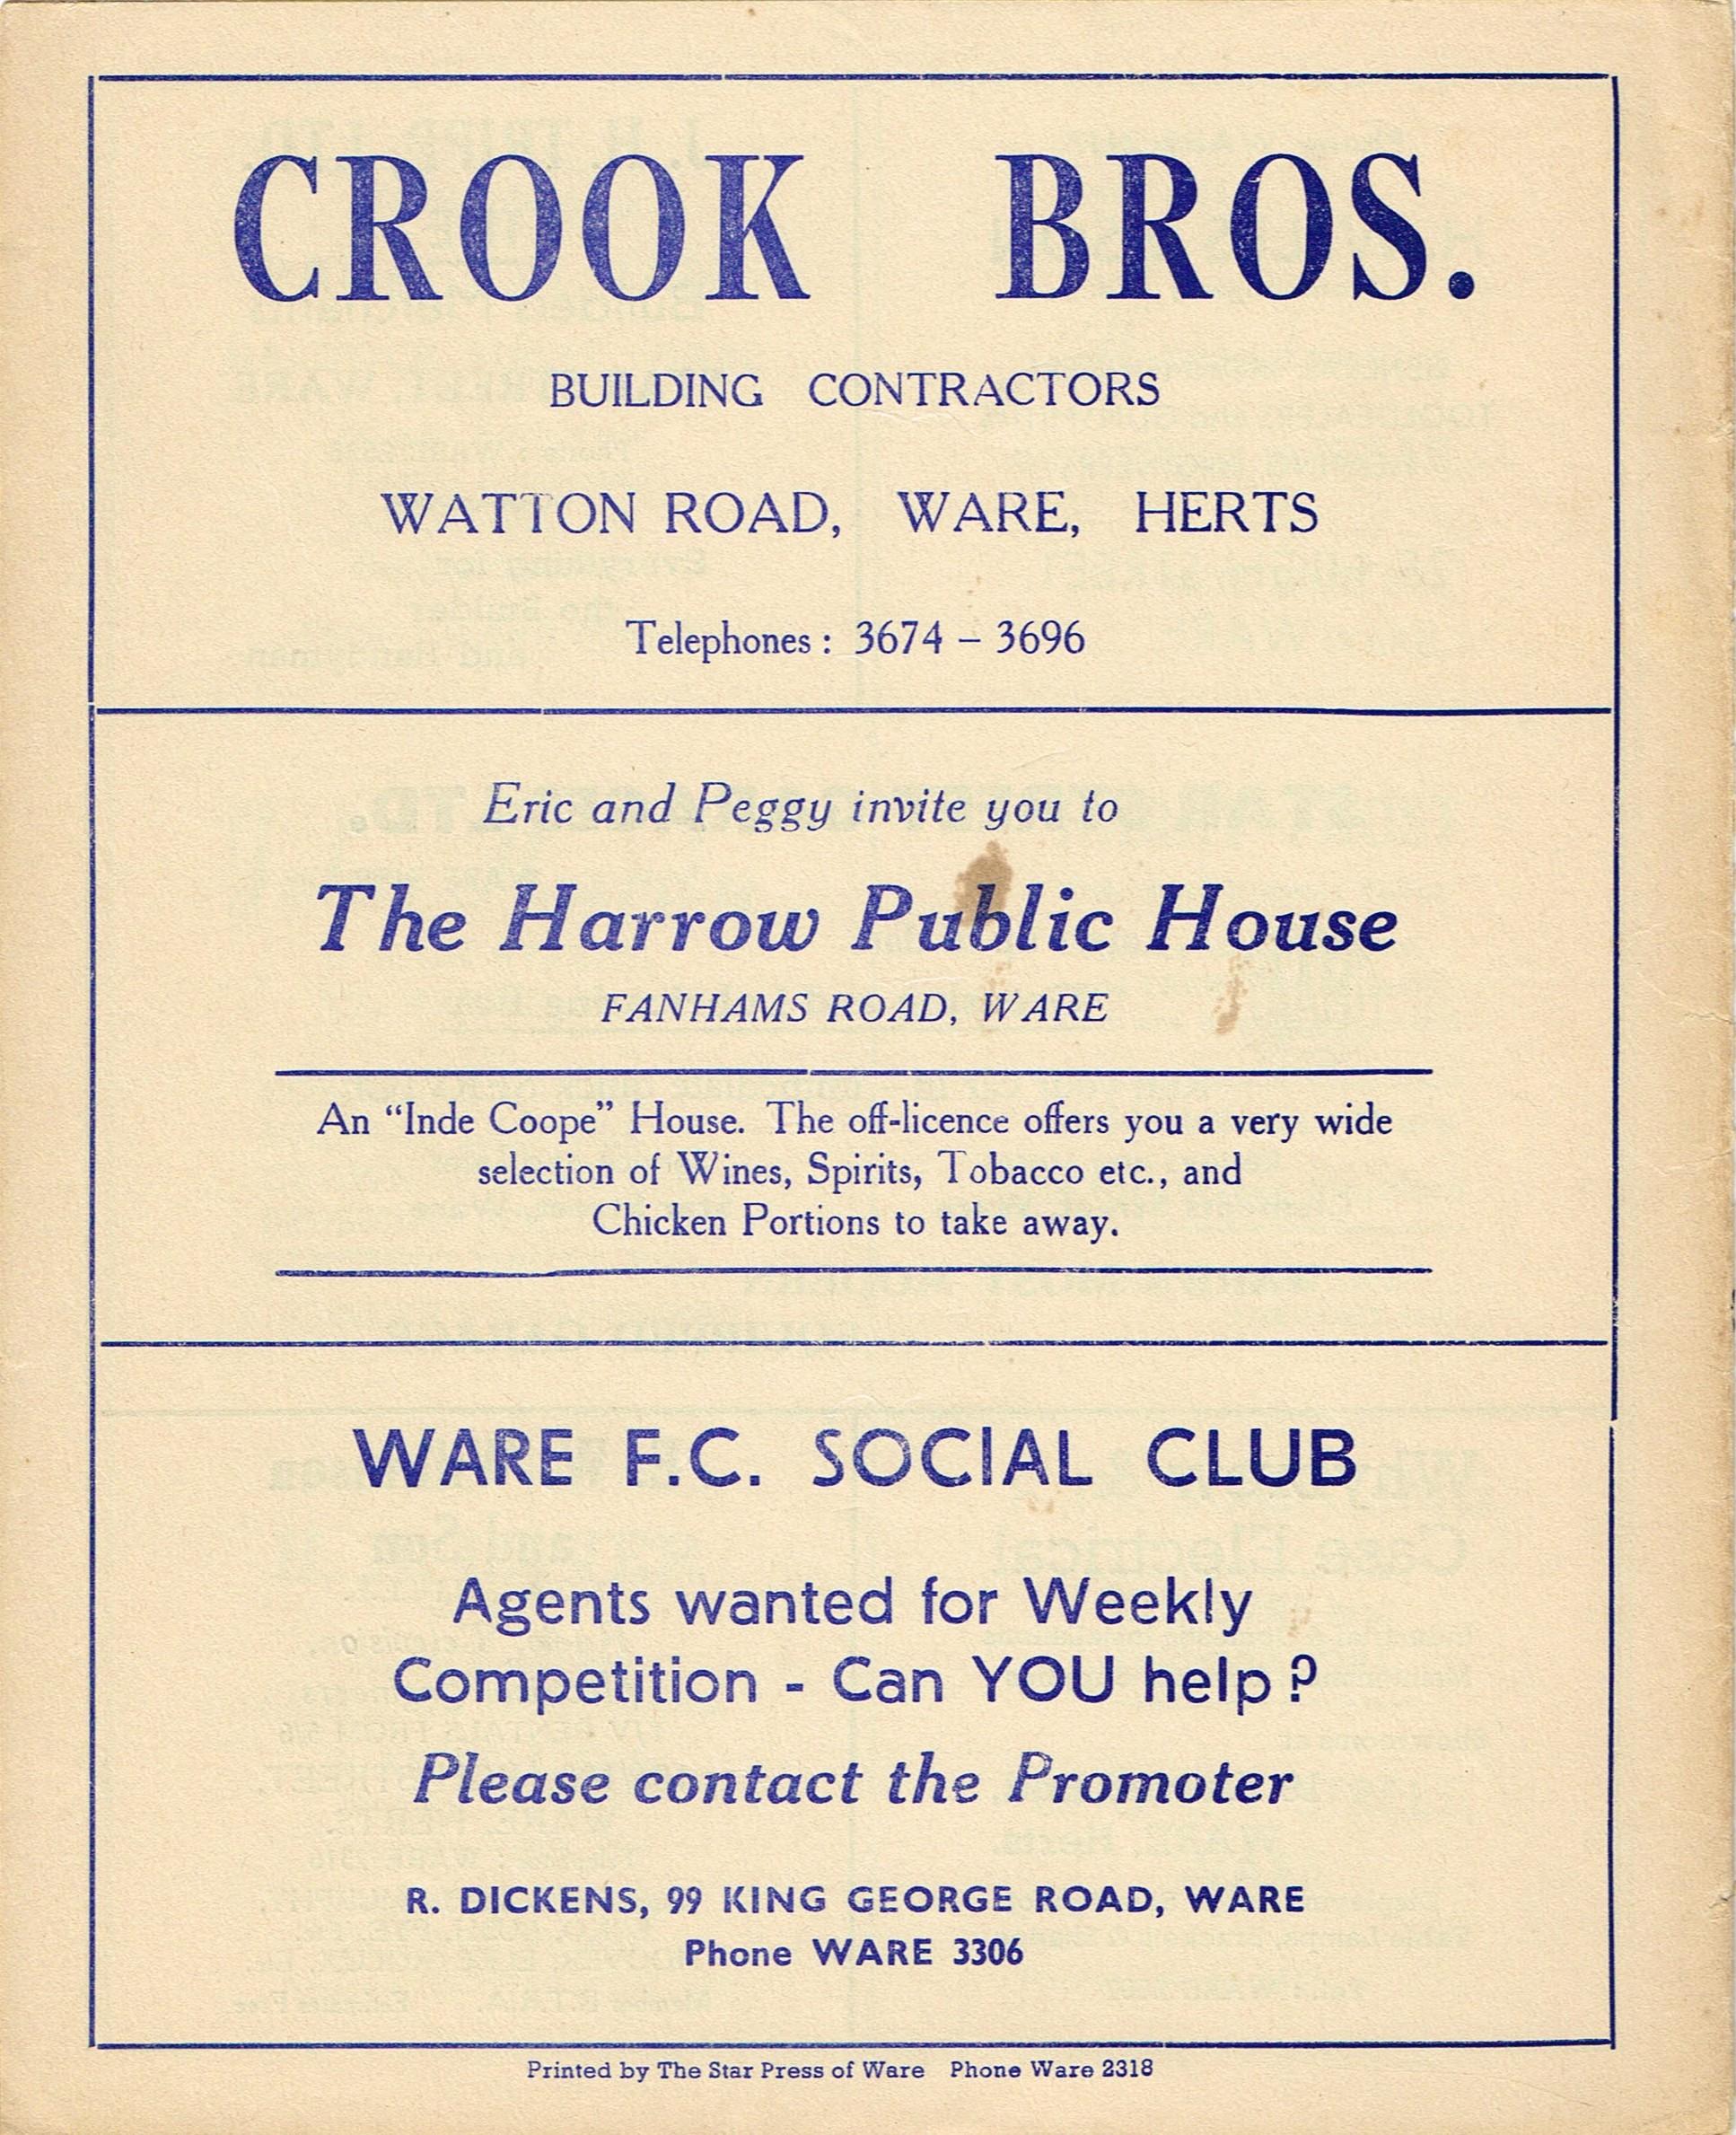 CROOK BROS.
BUILDING CONTRACTORS
WATTON ROAD, WARE, HERTS
Telephones : 3674 – 3696
Eric and Peggy invite you to
The Harrow Public House
FANHAMS ROAD, WARE
An “Inde Coope” House. The off-licence offers you a very wide
selection of Wines, Spirits, Tobacco etc., and
Chicken Portions to take away.
WARE F.C. SOCIAL CLUB
Agents wanted for Weekly
Competition - Can YOU help ?
Please contact the Promoter
R. DICKENS, 99 KING GEORGE ROAD, WARE
Phone WARE 3306
Printed by The Star Press of Ware Phone Ware 2318